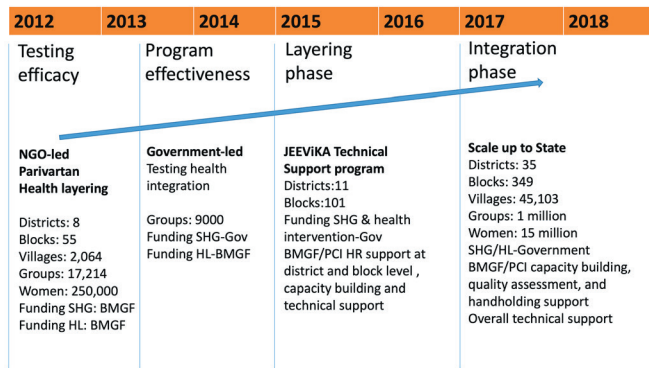 2012 2013 2014 2015 2016 2017 2018
Testing
efficacy
NGO-led
Parivartan
Health layering
Districts: 8
Blocks: 55
Villages: 2,064
Groups: 17,214
Women: 250,000
Funding SHG: BMGF
Funding HL: BMGF
Program
effectiveness
Government-led
Testing health
integration
Groups: 9000
Funding SHG-Gov
Funding HL-BMGF
Layering
phase
JEEViKA Technical
Support program
Districts:11
Blocks:101
Funding SHG & health
intervention-Gov
BMGF/PCI HR support at
district and block level ,
capacity building and
technical support
Integration
phase
Scale up to State
Districts: 35
Blocks: 349
Villages: 45,103
Groups: 1 million
Women: 15 million
SHG/HL-Government
BMGF/PCI capacity building,
quality assessment, and
handholding support
Overall technical support